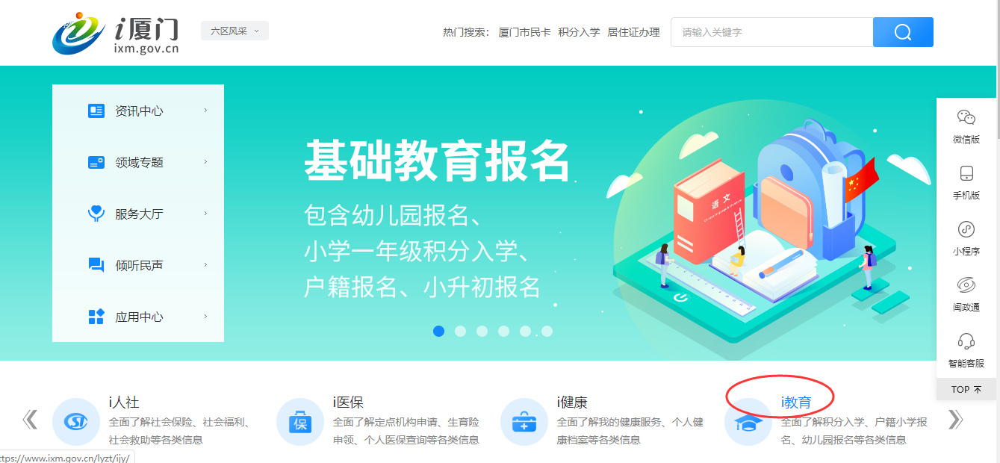 i厦门
ixm.gov.cn
六区风采
热门搜索： 厦门市民卡 积分入学 居住证办理
请输入关键字
资讯中心
领域专题
服务大厅
倾听民声
应用中心
基础教育报名
包含幼儿园报名、
小学一年级积分入学、
户籍报名、小升初报名
语文
微信版
手机版
小程序
闽政通
智能客服
TOP
i人社
全面了解社会保险、社会福利、
社会救助等各类信息
i医保
保
全面了解定点机构申请、生育险
申领、个人医保查询等各类信息
i健康
全面了解我的健康服务、个人健
康档案等各类信息
i教育
全面了解积分入学、户籍小学报
名、幼儿园报名等各类信息
ttps://www.ixm.gov.cn/lyzt/ijy/